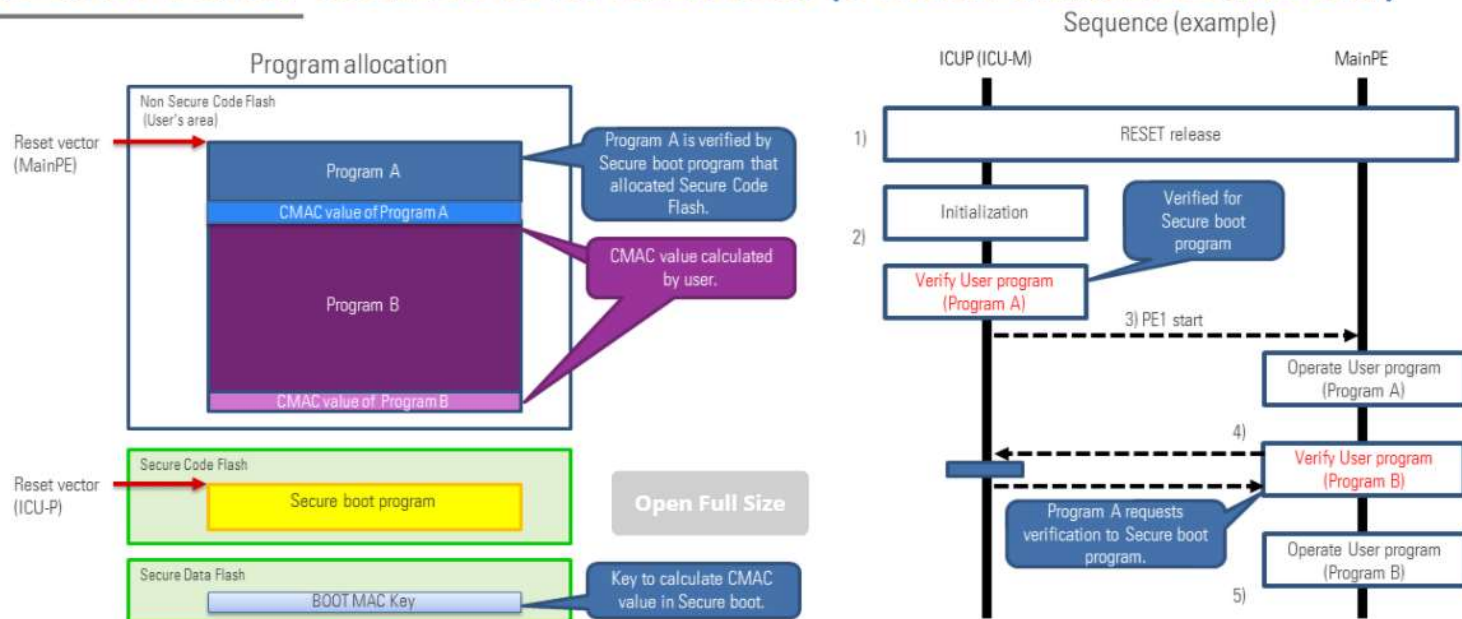 Program allocation
Non Secure Code Flash
(User's area)
Reset vector
(MainPE)
Program A
CMAC value of Program A
Program B
CMAC value of Program B
Program A is verified by
Secure boot program that
allocated Secure Code
Flash.
CMAC value calculated
by user.
Secure Code Flash
Reset vector
(ICU-P)
Secure boot program
Open Full Size
Secure Data Flash
BOOT MAC Key
Key to calculate CMAC
value in Secure boot.
Sequence (example)
ICUP (ICU-M)
MainPE
1)
RESET release
Initialization
2)
Verified for
Secure boot
program
Verify User program
(Program A)
3) PE1 start
Operate User program
(Program A)
4)
Verify User program
(Program B)
Program A requests
verification to Secure boot
program.
Operate User program
(Program B)
5)